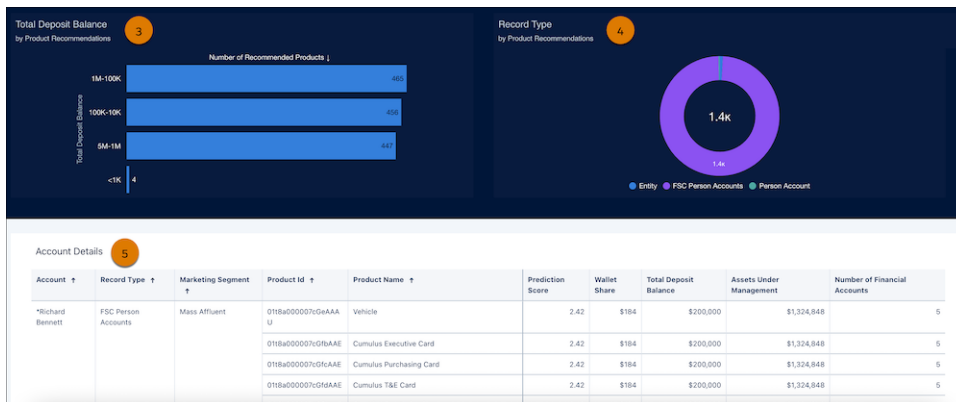 Total Deposit Balance
by Product Recommendations
3
Number of Recommended Products ↓
Total Deposit Balance
1M-100K
465
100K-10K
456
5M-1M
447
<1K
4
Record Type
by Product Recommendations
4
1.4K
1.4K
Entity FSC Person Accounts Person Account
Account Details
5
Account ↑ Record Type ↑ Marketing Segment ↑ Product Id ↑ Product Name ↑ Prediction Score Wallet Share Total Deposit Balance Assets Under Management Number of Financial Accounts
*Richard Bennett FSC Person Accounts Mass Affluent 01t8a000007cGeAAAU Vehicle 2.42 $184 $200,000 $1,324,848 5
01t8a000007cGfbAAE Cumulus Executive Card 2.42 $184 $200,000 $1,324,848 5
01t8a000007cGfcAAE Cumulus Purchasing Card 2.42 $184 $200,000 $1,324,848 5
01t8a000007cGfdAAE Cumulus T&E Card 2.42 $184 $200,000 $1,324,848 5